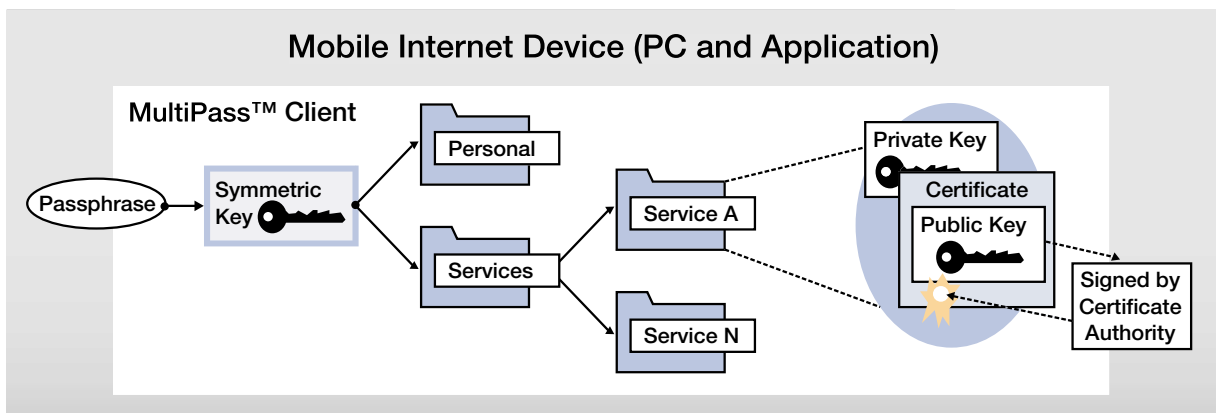 Mobile Internet Device (PC and Application)
MultiPass™ Client
Passphrase
Symmetric
Key
Personal
Services
Service A
Service N
Private Key
Certificate
Public Key
Signed by
Certificate
Authority